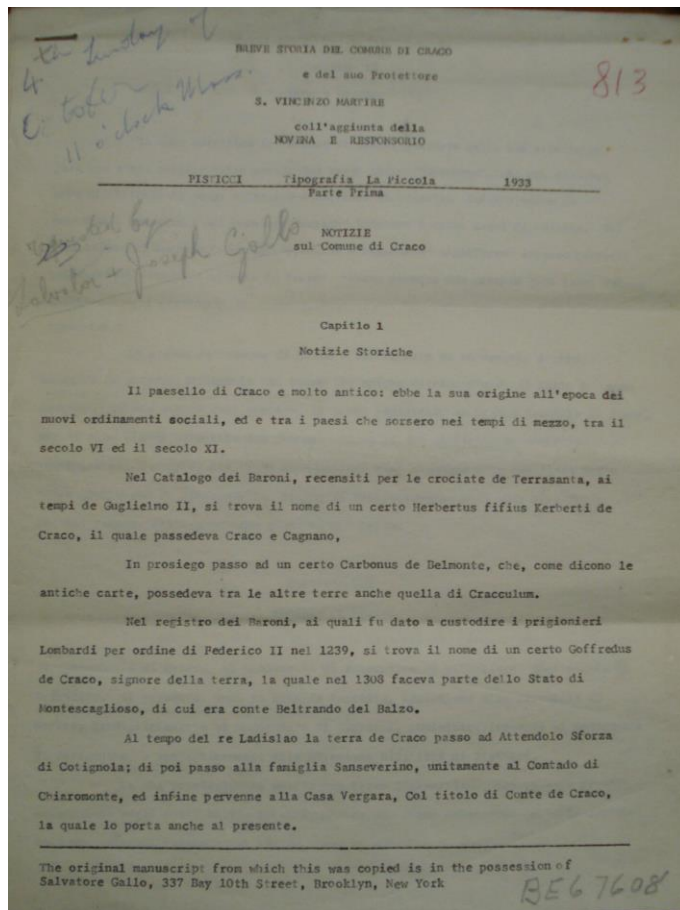 4th Sunday of
October
11 o'clock Mass.
813
BREVE STORIA DEL COMUNE DI CRACO
e del suo Protettore
S. VINCENZO MARTIRE
coll'aggiunta della
NOVENA E RESPONSORIO
PISTICCI Tipografia La Piccola 1933
Parte Prima
by
Salvator + Joseph Gallo
NOTIZIE
sul Comune di Craco
Capitlo 1
Notizie Storiche
Il paesello di Craco e molto antico: ebbe la sua origine all'epoca dei
nuovi ordinamenti sociali, ed e tra i paesi che sorsero nei tempi di mezzo, tra il
secolo VI ed il secolo XI.
Nel Catalogo dei Baroni, recensiti per le crociate de Terrasanta, ai
tempi de Guglielmo II, si trova il nome di un certo Herbertus fifius Kerberti de
Craco, il quale passedeva Craco e Cagnano,
In prosiego passo ad un certo Carbonus de Belmonte, che, come dicono le
antiche carte, possedeva tra le altre terre anche quella di Cracculum.
Nel registro dei Baroni, ai quali fu dato a custodire i prigionieri
Lombardi per ordine di Federico II nel 1239, si trova il nome di un certo Goffredus
de Craco, signore della terra, la quale nel 1308 faceva parte dello Stato di
Montescaglioso, di cui era conte Beltrando del Balzo.
Al tempo del re Ladislao la terra de Craco passo ad Attendolo Sforza
di Cotignola; di poi passo alla famiglia Sanseverino, unitamente al Contado di
Chiaromonte, ed infine pervenne alla Casa Vergara, Col titolo di Conte de Craco,
la quale lo porta anche al presente.
The original manuscript from which this was copied is in the possession of
Salvatore Gallo, 337 Bay 10th Street, Brooklyn, New York
BE67608